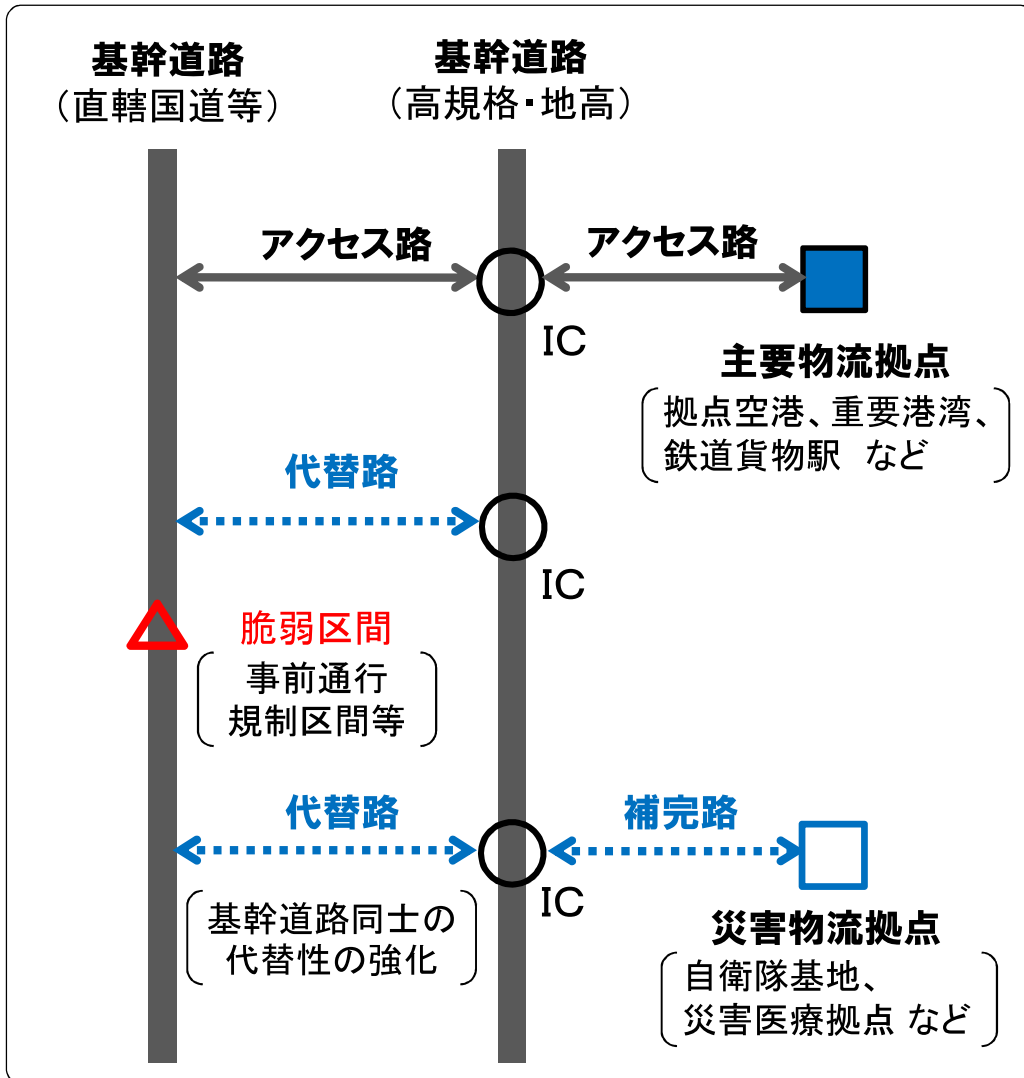 基幹道路
（直轄国道等）
基幹道路
（高規格・地高）
アクセス路
アクセス路
IC
主要物流拠点
拠点空港、重要港湾、
鉄道貨物駅 など
代替路
IC
脆弱区間
事前通行
規制区間等
代替路
補完路
IC
基幹道路同士の
代替性の強化
災害物流拠点
自衛隊基地、
災害医療拠点 など